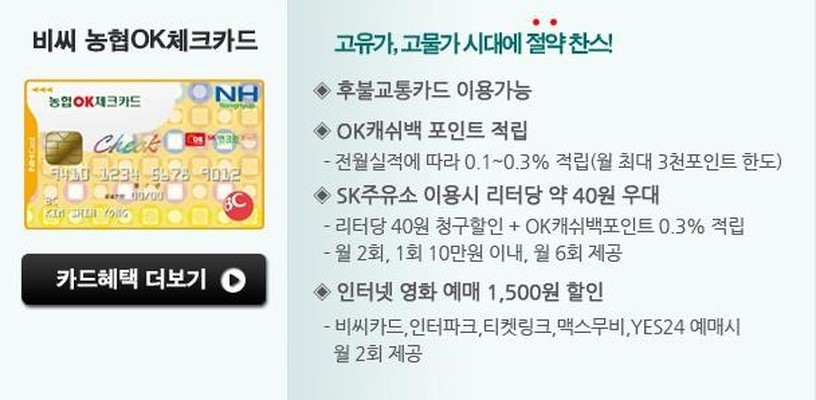 비씨 농협OK체크카드
농협OK체크카드
NH
NongHyup
NH Card
Check
OK
9410 1234 5678 9012
00/00
BC
KIM SHIN YONG
BC
카드혜택 더보기
고유가, 고물가 시대에 절약 찬스!
◈ 후불교통카드 이용가능
◈ OK캐쉬백 포인트 적립
- 전월실적에 따라 0.1~0.3% 적립(월 최대 3천포인트 한도)
◈ SK주유소 이용시 리터당 약 40원 우대
- 리터당 40원 청구할인 + OK캐쉬백포인트 0.3% 적립
- 월 2회, 1회 10만원 이내, 월 6회 제공
◈ 인터넷 영화 예매 1,500원 할인
- 비씨카드,인터파크,티켓링크,맥스무비,YES24 예매시
월 2회 제공